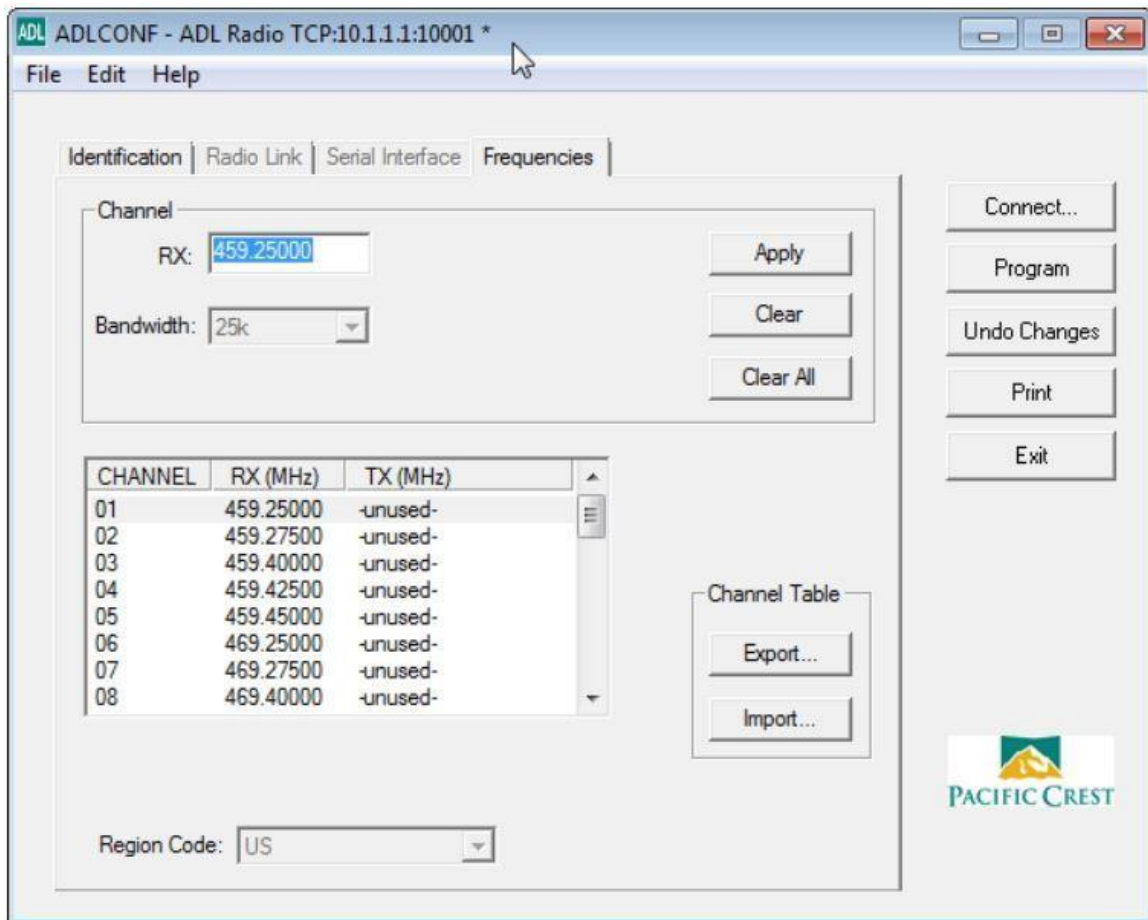 ADL ADLCONF - ADL Radio TCP:10.1.1.1:10001 *
File Edit Help
Identification Radio Link Serial Interface Frequencies
Channel
RX: 459.25000
Bandwidth: 25k
Apply
Clear
Clear All
CHANNEL RX (MHz) TX (MHz)
01 459.25000 -unused-
02 459.27500 -unused-
03 459.40000 -unused-
04 459.42500 -unused-
05 459.45000 -unused-
06 469.25000 -unused-
07 469.27500 -unused-
08 469.40000 -unused-
Channel Table
Export...
Import...
Region Code: US
Connect...
Program
Undo Changes
Print
Exit
PACIFIC CREST